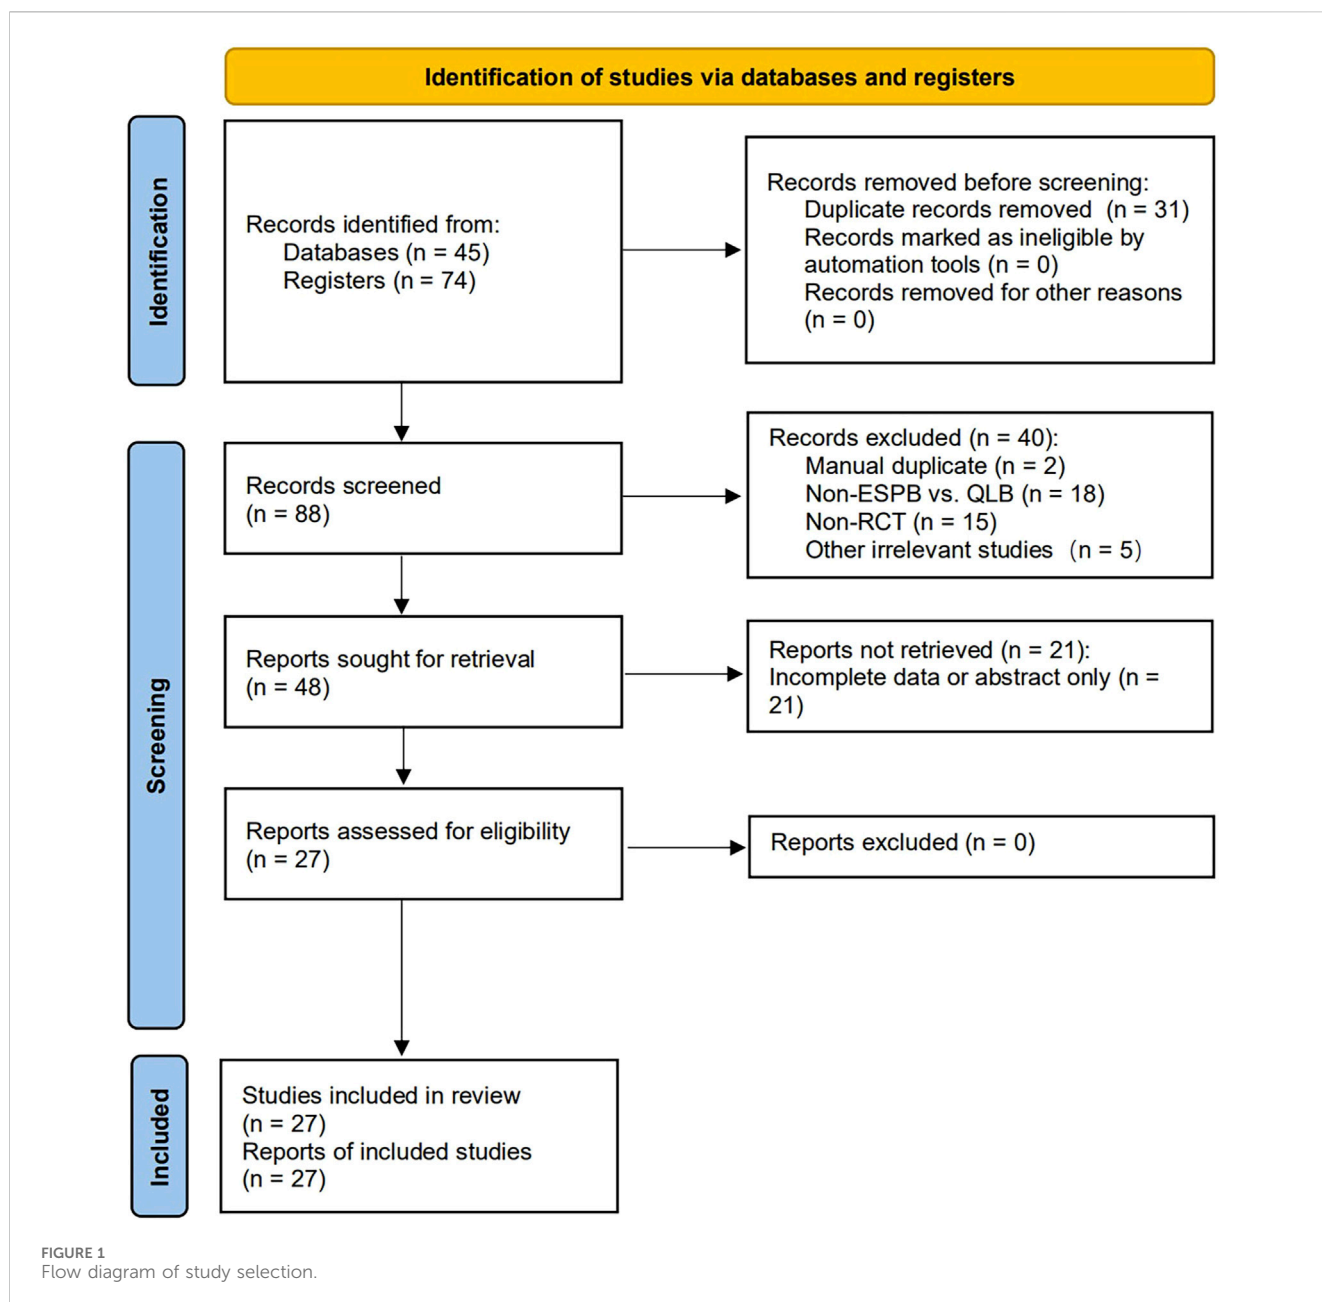 Identification of studies via databases and registers
Identification
Records identified from:
Databases (n = 45)
Registers (n = 74)
Records removed before screening:
Duplicate records removed  (n = 31)
Records marked as ineligible by
automation tools (n = 0)
Records removed for other reasons
(n = 0)
Screening
Records screened
(n = 88)
Records excluded (n = 40):
Manual duplicate (n = 2)
Non-ESPB vs. QLB (n = 18)
Non-RCT (n = 15)
Other irrelevant studies （n = 5）
Reports sought for retrieval
(n = 48)
Reports not retrieved (n = 21):
Incomplete data or abstract only (n =
21)
Reports assessed for eligibility
(n = 27)
Reports excluded (n = 0)
Included
Studies included in review
(n = 27)
Reports of included studies
(n = 27)
FIGURE 1
Flow diagram of study selection.